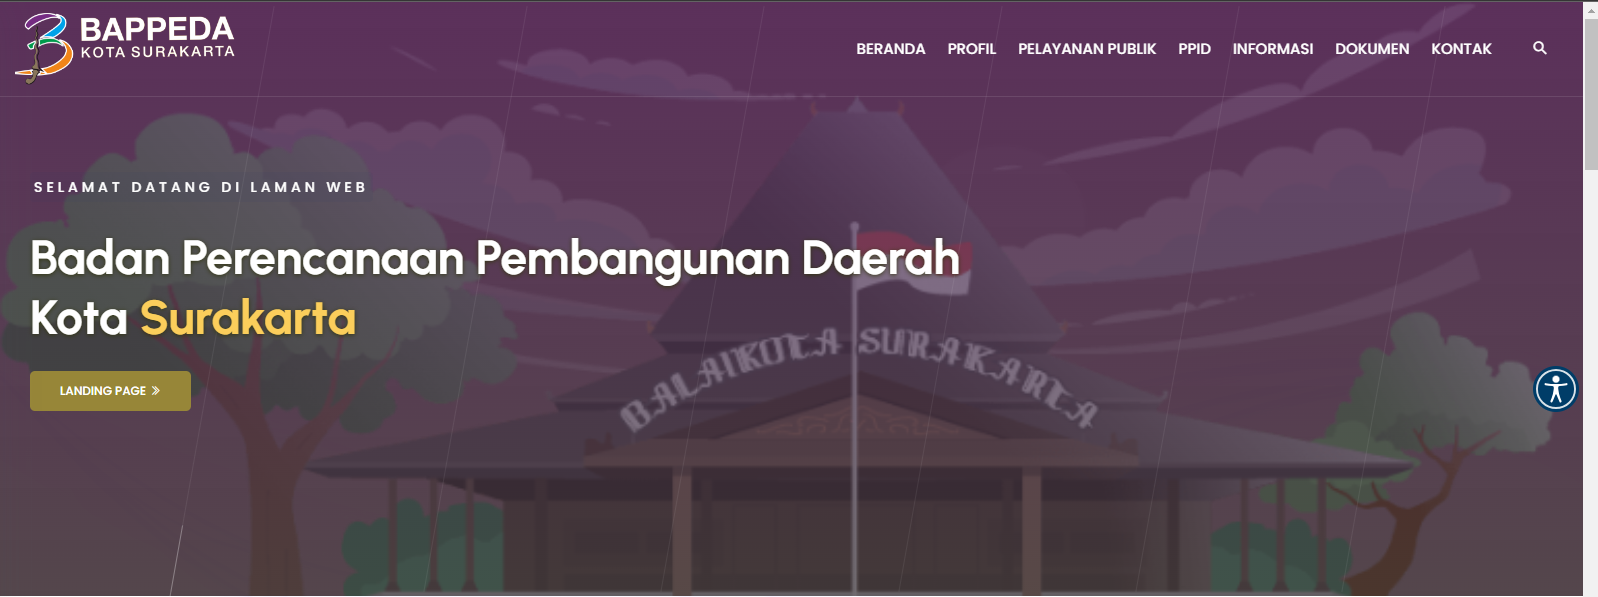 BAPPEDA
KOTA SURAKARTA
BERANDA PROFIL PELAYANAN PUBLIK PPID INFORMASI DOKUMEN KONTAK
SELAMAT DATANG DI LAMAN WEB
Badan Perencanaan Pembangunan Daerah
Kota Surakarta
BALAIKOTA SURAKARTA
LANDING PAGE »